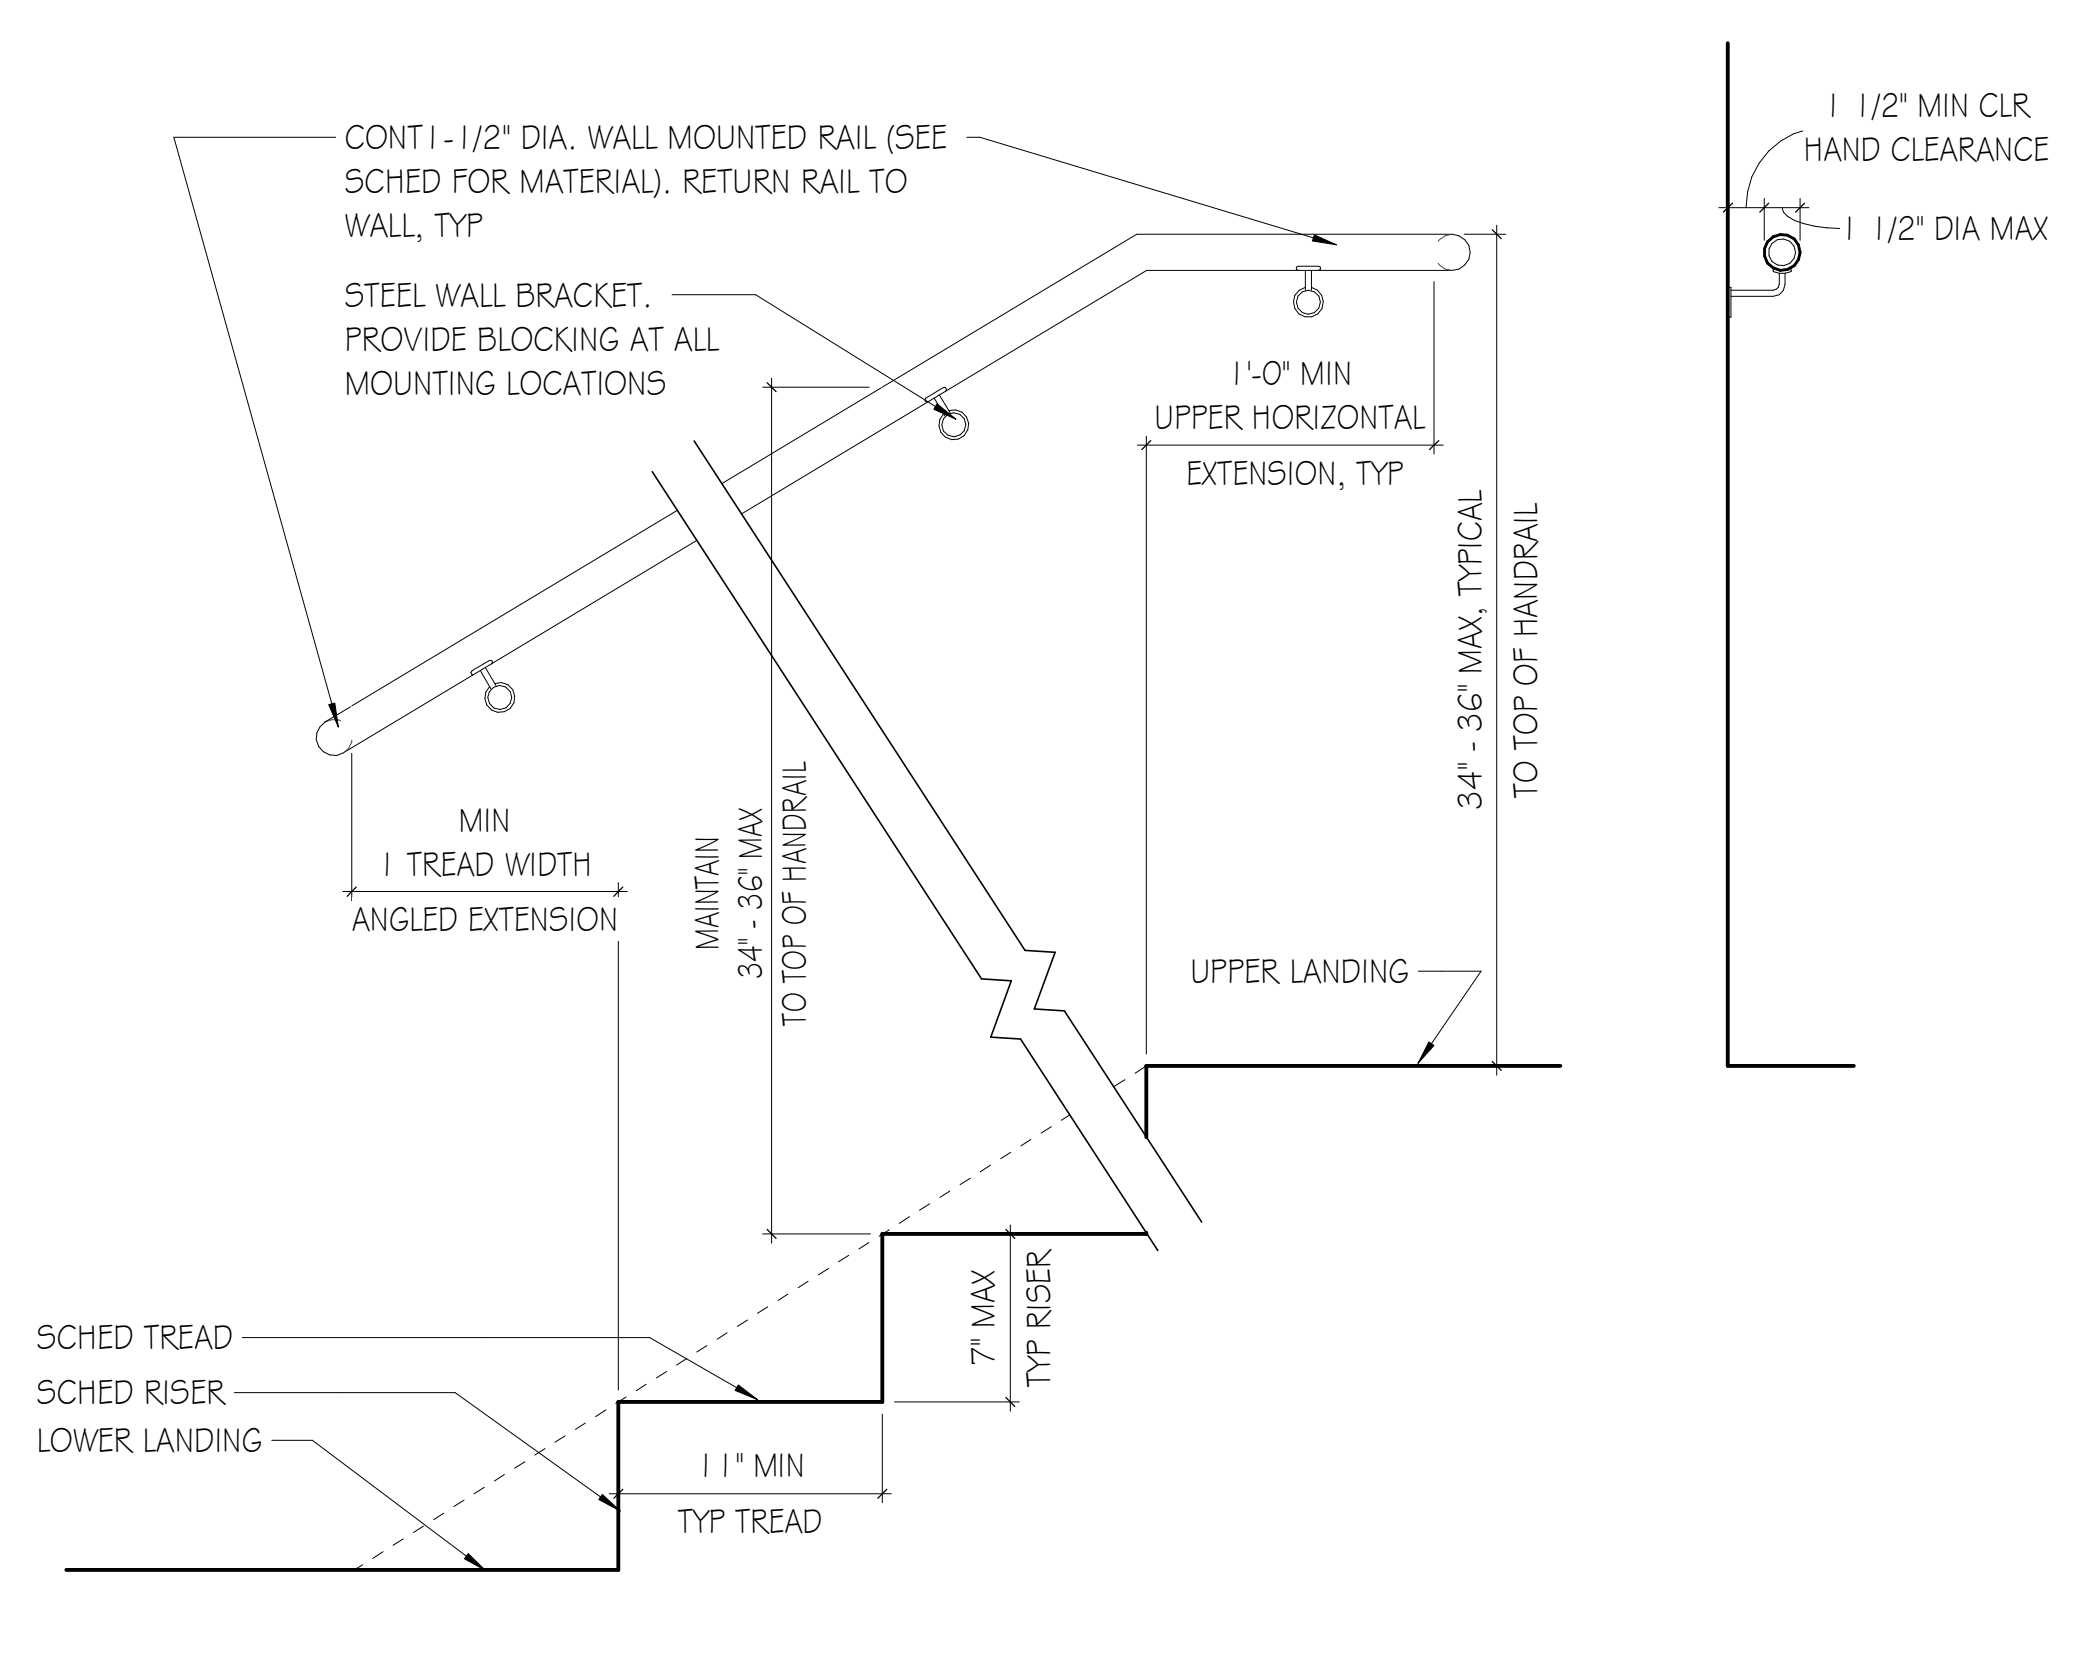 CONT 1-1/2" DIA. WALL MOUNTED RAIL (SEE
SCHED FOR MATERIAL). RETURN RAIL TO
WALL, TYP
STEEL WALL BRACKET.
PROVIDE BLOCKING AT ALL
MOUNTING LOCATIONS
1 1/2" MIN CLR
HAND CLEARANCE
1 1/2" DIA MAX
1'-0" MIN
UPPER HORIZONTAL
EXTENSION, TYP
34" - 36" MAX, TYPICAL
TO TOP OF HANDRAIL
MIN
1 TREAD WIDTH
ANGLED EXTENSION
MAINTAIN
34" - 36" MAX
TO TOP OF HANDRAIL
UPPER LANDING
7" MAX
TYP RISER
SCHED TREAD
SCHED RISER
LOWER LANDING
11" MIN
TYP TREAD